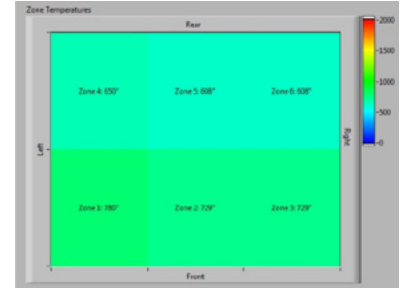 Zone Temperatures
Rear
2000
1500
1000
500
0
Zone 4: 650°
Zone 5: 608°
Zone 6: 608°
Left
Right
Zone 1: 780°
Zone 2: 729°
Zone 3: 729°
Front